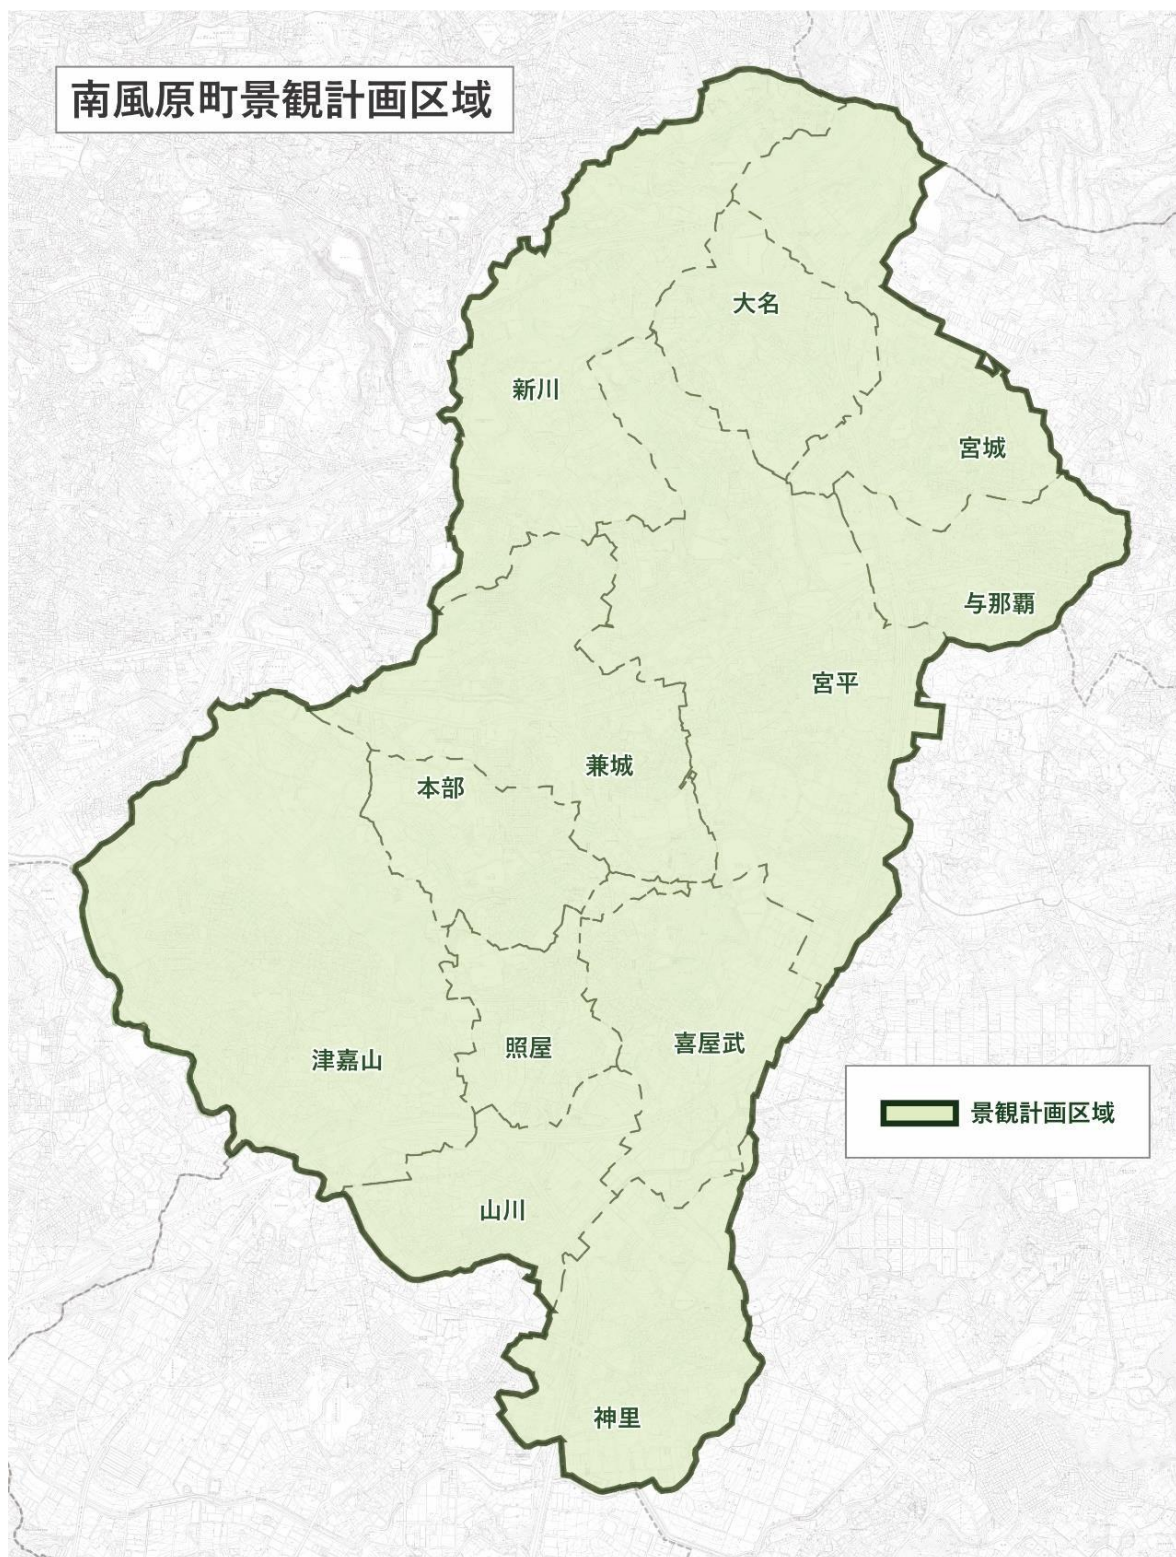 南風原町景観計画区域
大名
新川
宮城
与那覇
宮平
兼城
本部
照屋
喜屋武
津嘉山
景観計画区域
山川
神里